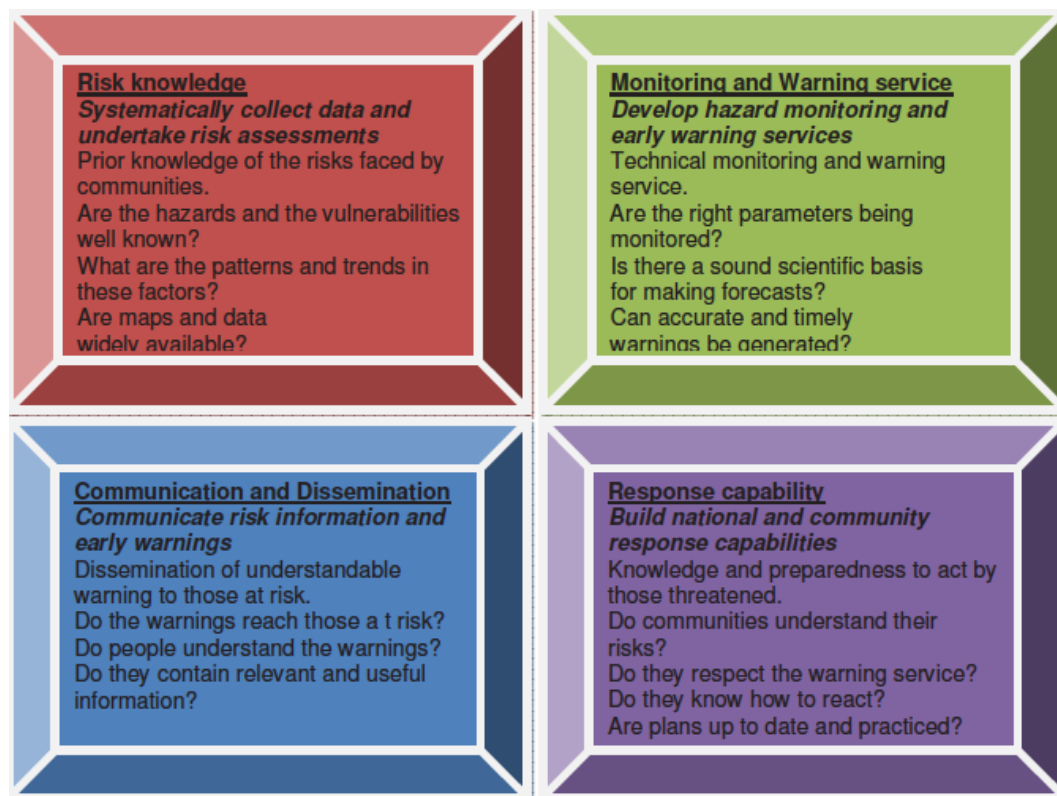 Risk knowledge
Systematically collect data and
undertake risk assessments
Prior knowledge of the risks faced by
communities.
Are the hazards and the vulnerabilities
well known?
What are the patterns and trends in
these factors?
Are maps and data
widely available?
Monitoring and Warning service
Develop hazard monitoring and
early warning services
Technical monitoring and warning
service.
Are the right parameters being
monitored?
Is there a sound scientific basis
for making forecasts?
Can accurate and timely
warnings be generated?
Communication and Dissemination
Communicate risk information and
early warnings
Dissemination of understandable
warning to those at risk.
Do the warnings reach those a t risk?
Do people understand the warnings?
Do they contain relevant and useful
information?
Response capability
Build national and community
response capabilities
Knowledge and preparedness to act by
those threatened.
Do communities understand their
risks?
Do they respect the warning service?
Do they know how to react?
Are plans up to date and practiced?